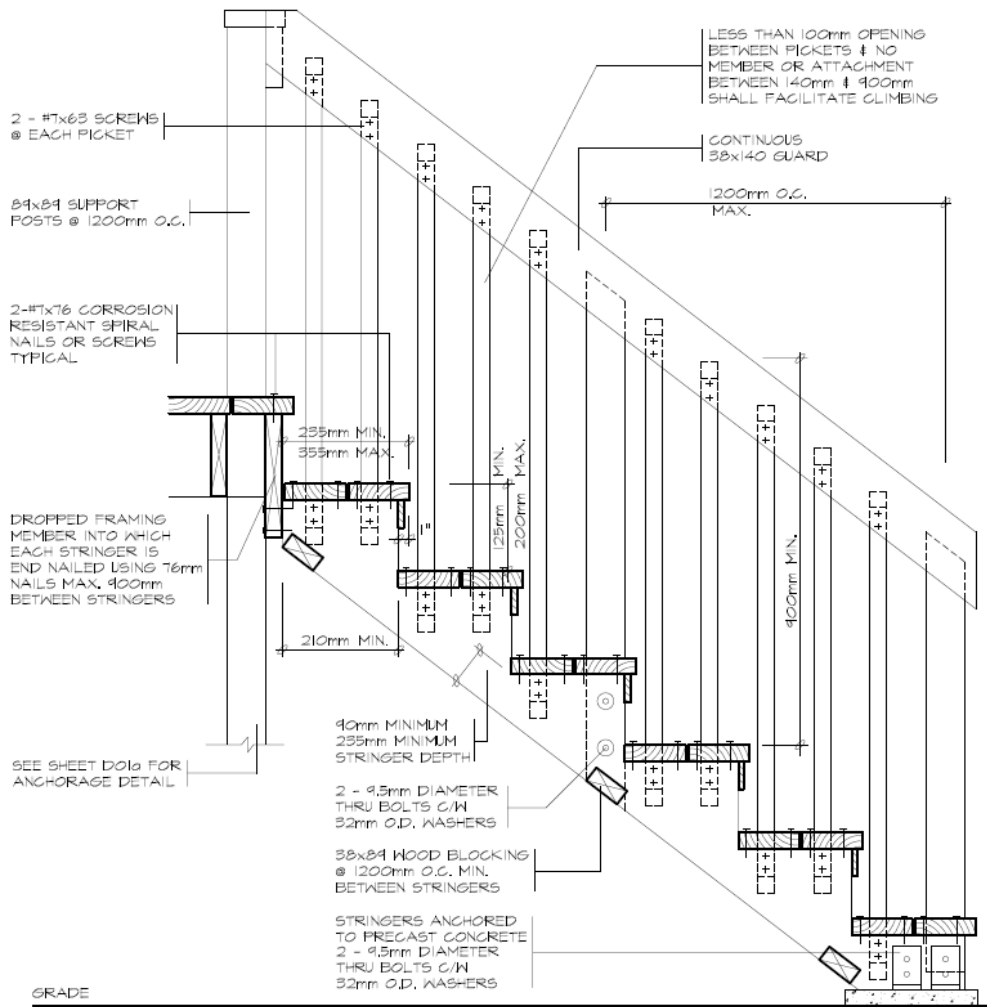 LESS THAN 100mm OPENING
BETWEEN PICKETS & NO
MEMBER OR ATTACHMENT
BETWEEN 140mm & 900mm
SHALL FACILITATE CLIMBING
2 - #7x63 SCREWS
@ EACH PICKET
CONTINUOUS
38x140 GUARD
1200mm O.C.
MAX.
89x89 SUPPORT
POSTS @ 1200mm O.C.
2-#7x76 CORROSION
RESISTANT SPIRAL
NAILS OR SCREWS
TYPICAL
235mm MIN.
355mm MAX.
125mm MIN.
200mm MAX.
1"
900mm MIN.
DROPPED FRAMING
MEMBER INTO WHICH
EACH STRINGER IS
END NAILED USING 76mm
NAILS MAX. 900mm
BETWEEN STRINGERS
210mm MIN.
90mm MINIMUM
235mm MINIMUM
STRINGER DEPTH
SEE SHEET D01a FOR
ANCHORAGE DETAIL
2 - 9.5mm DIAMETER
THRU BOLTS C/W
32mm O.D. WASHERS
38x89 WOOD BLOCKING
@ 1200mm O.C. MIN.
BETWEEN STRINGERS
STRINGERS ANCHORED
TO PRECAST CONCRETE
2 - 9.5mm DIAMETER
THRU BOLTS C/W
32mm O.D. WASHERS
GRADE